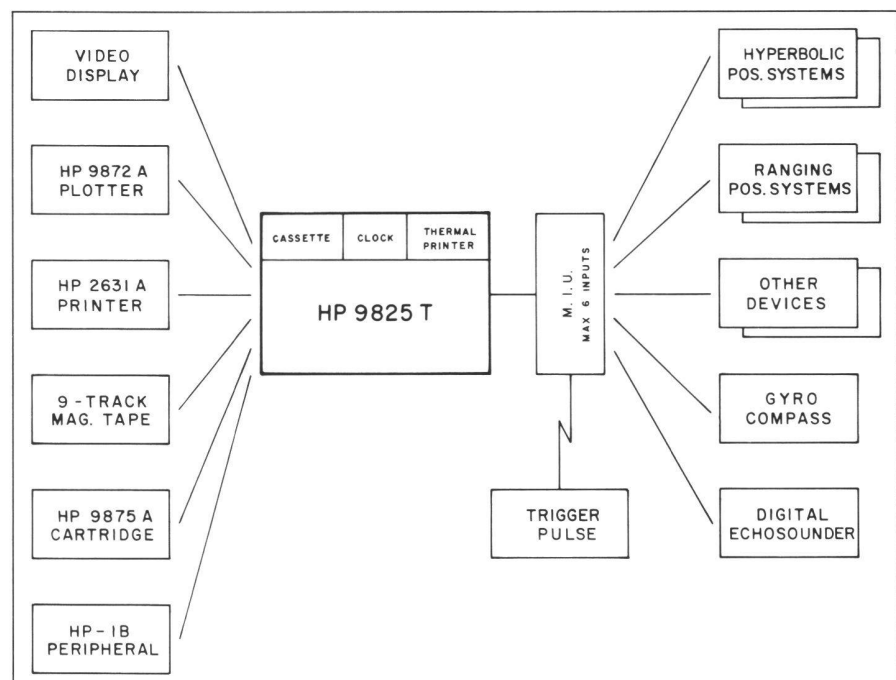 VIDEO
DISPLAY
HP 9872 A
PLOTTER
HP 2631 A
PRINTER
9 - TRACK
MAG. TAPE
HP 9875 A
CARTRIDGE
HP - 1B
PERIPHERAL
CASSETTE
CLOCK
THERMAL
PRINTER
HP 9825 T
M. I. U.
MAX 6 INPUTS
TRIGGER
PULSE
HYPERBOLIC
POS. SYSTEMS
RANGING
POS. SYSTEMS
OTHER
DEVICES
GYRO
COMPASS
DIGITAL
ECHOSOUNDER